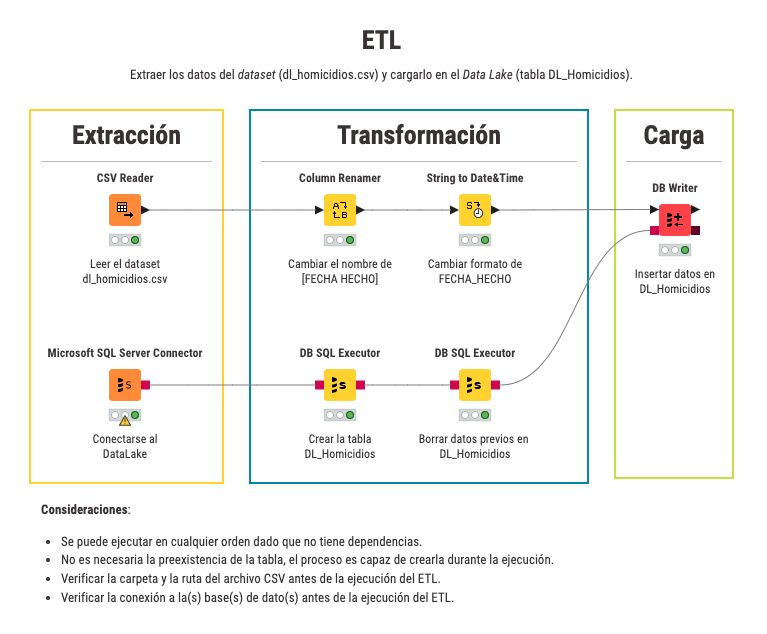 ETL
Extraer los datos del dataset (dl_homicidios.csv) y cargarlo en el Data Lake (tabla DL_Homicidios).
Extracción
Transformación
Carga
CSV Reader
Column Renamer
String to Date&Time
DB Writer
A
B
S
Leer el dataset
dl_homicidios.csv
Cambiar el nombre de
[FECHA HECHO]
Cambiar formato de
FECHA_HECHO
Insertar datos en
DL_Homicidios
Microsoft SQL Server Connector
DB SQL Executor
DB SQL Executor
S
s
s
Conectarse al
DataLake
Crear la tabla
DL_Homicidios
Borrar datos previos en
DL_Homicidios
Consideraciones:
• Se puede ejecutar en cualquier orden dado que no tiene dependencias.
• No es necesaria la preexistencia de la tabla, el proceso es capaz de crearla durante la ejecución.
• Verificar la carpeta y la ruta del archivo CSV antes de la ejecución del ETL.
• Verificar la conexión a la(s) base(s) de dato(s) antes de la ejecución del ETL.